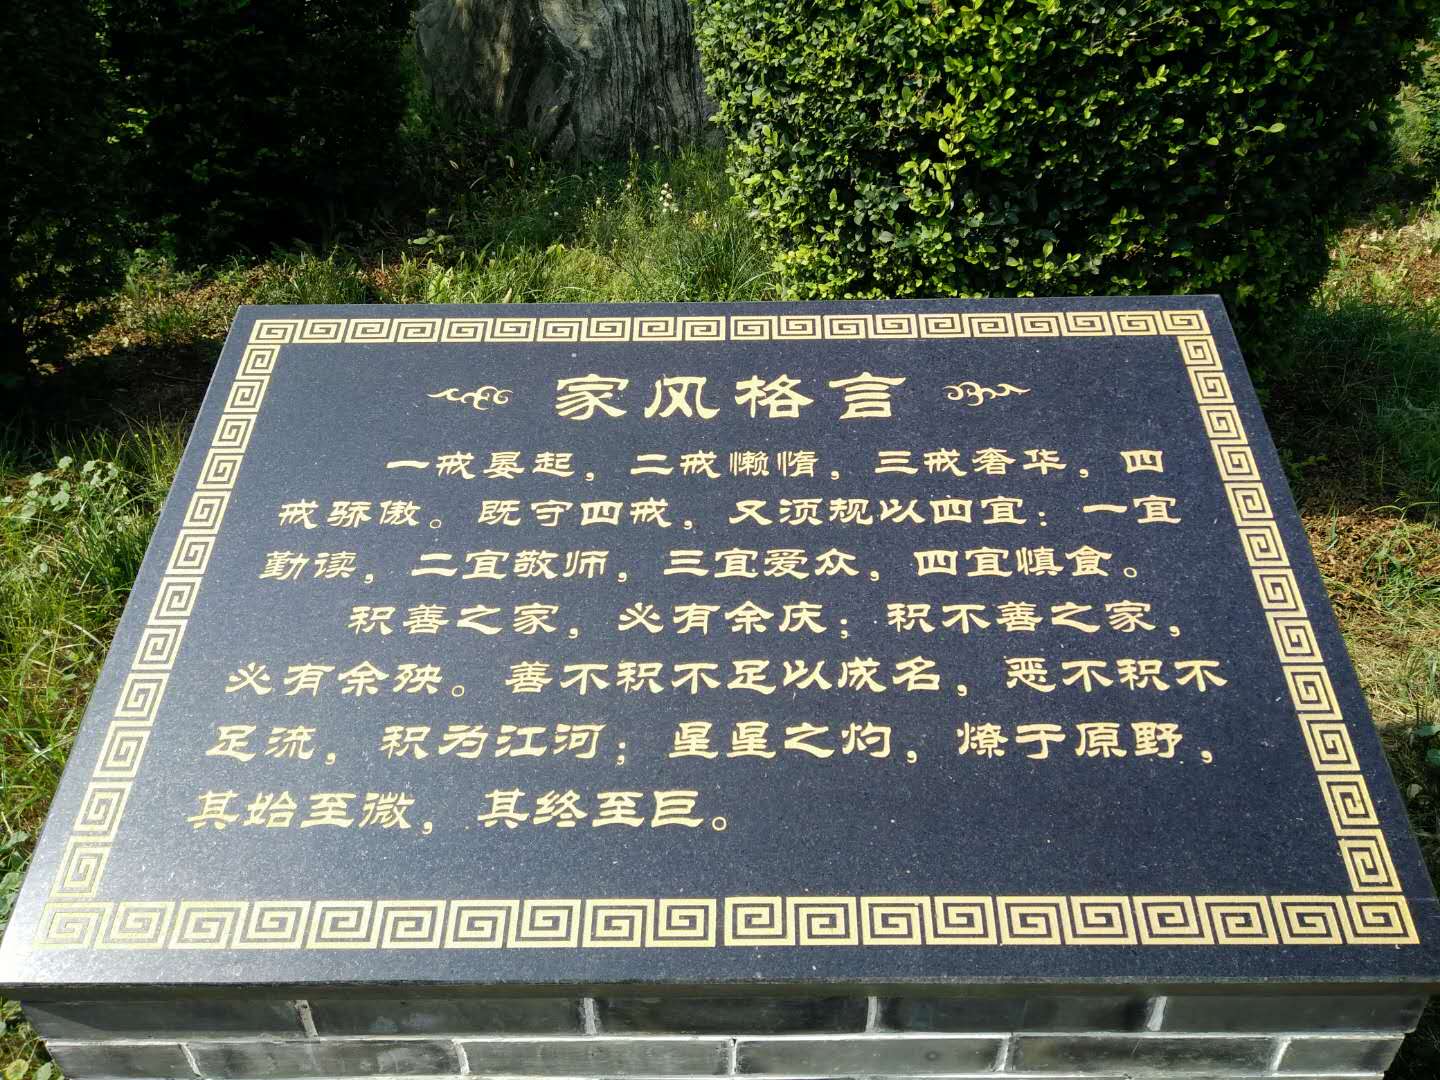 家风格言
一戒晏起，二戒懒惰，三戒奢华，四
戒骄傲。既守四戒，又须规以四宜：一宜
勤读，二宜敬师，三宜爱众，四宜慎食。
积善之家，必有余庆；积不善之家，
必有余殃。善不积不足以成名，恶不积不
足流，积为江河；星星之灼，燎于原野，
其始至微，其终至巨。